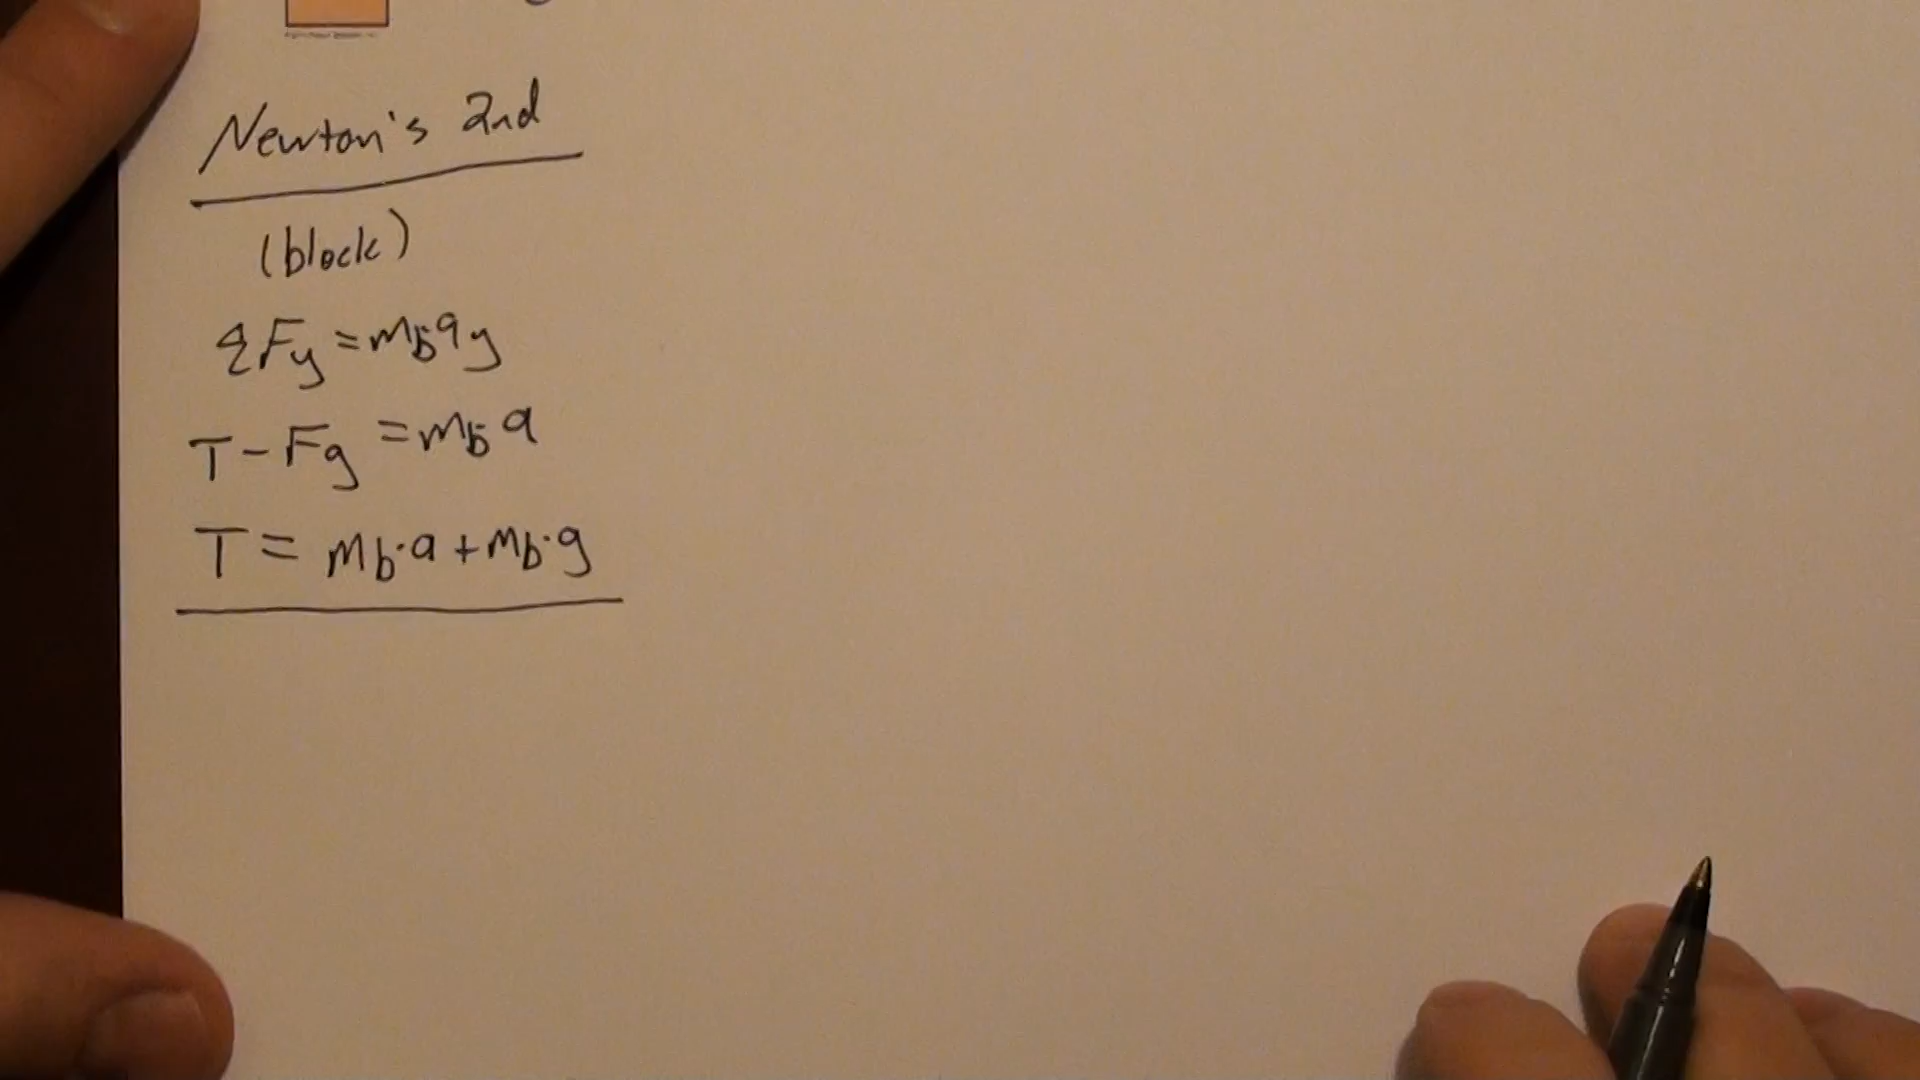 Newton's 2nd
(block)
ΣFy = mb ay
T - Fg = mb a
T = mb·a + mb·g